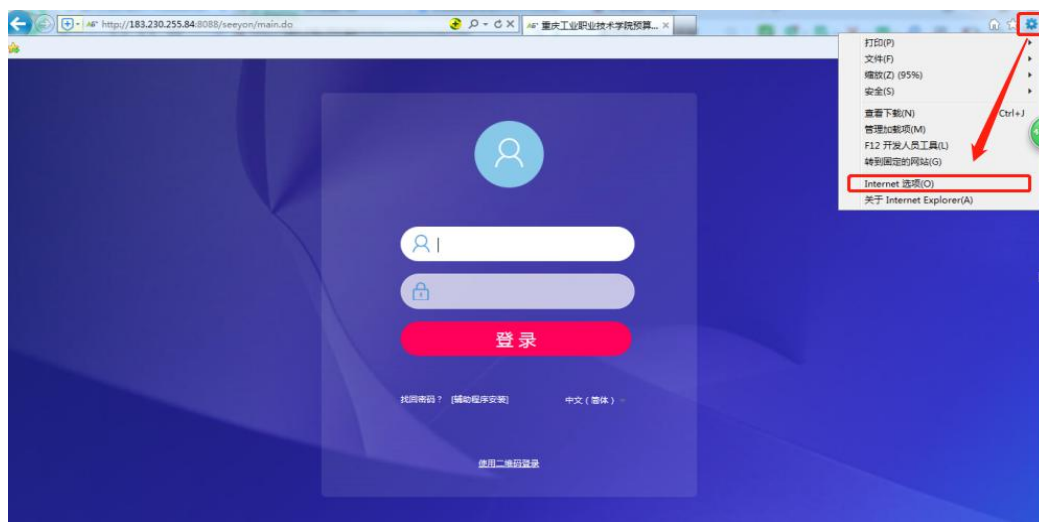 http://183.230.255.84:8088/seeyon/main.do
重庆工业职业技术学院预算...
打印(P)
文件(F)
缩放(Z) (95%)
安全(S)
查看下载(N) Ctrl+J
管理加载项(M)
F12 开发人员工具(L)
转到固定的网站(G)
Internet 选项(O)
关于 Internet Explorer(A)
登录
找回密码？ [辅助程序安装] 中文（简体）
使用二维码登录